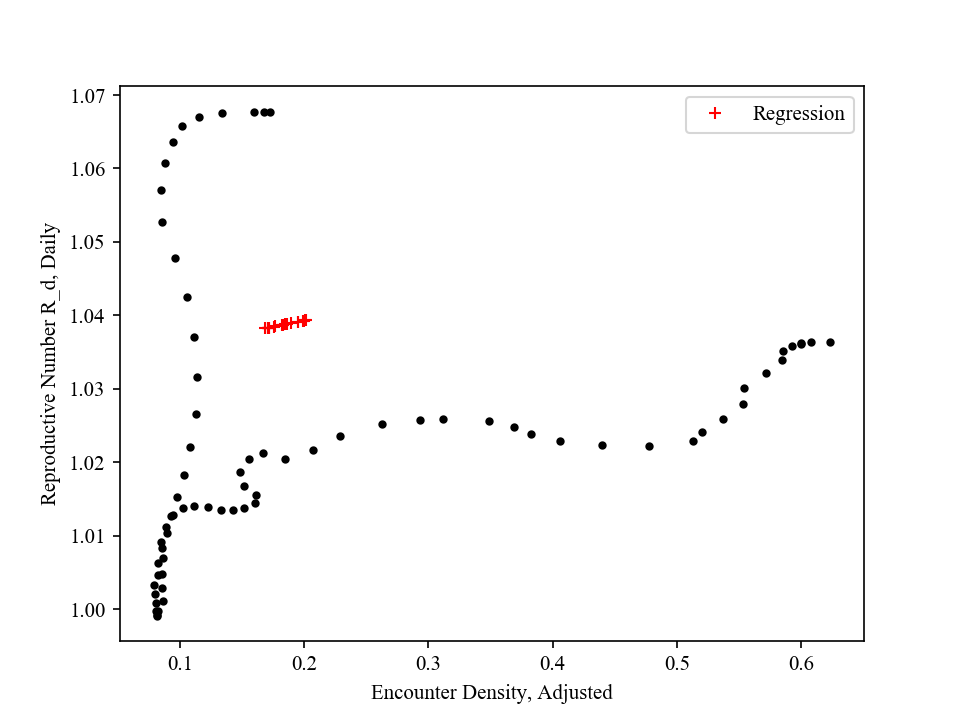 1.07
1.06
1.05
1.04
1.03
1.02
1.01
1.00
Reproductive Number R_d, Daily
Regression
0.1 0.2 0.3 0.4 0.5 0.6
Encounter Density, Adjusted